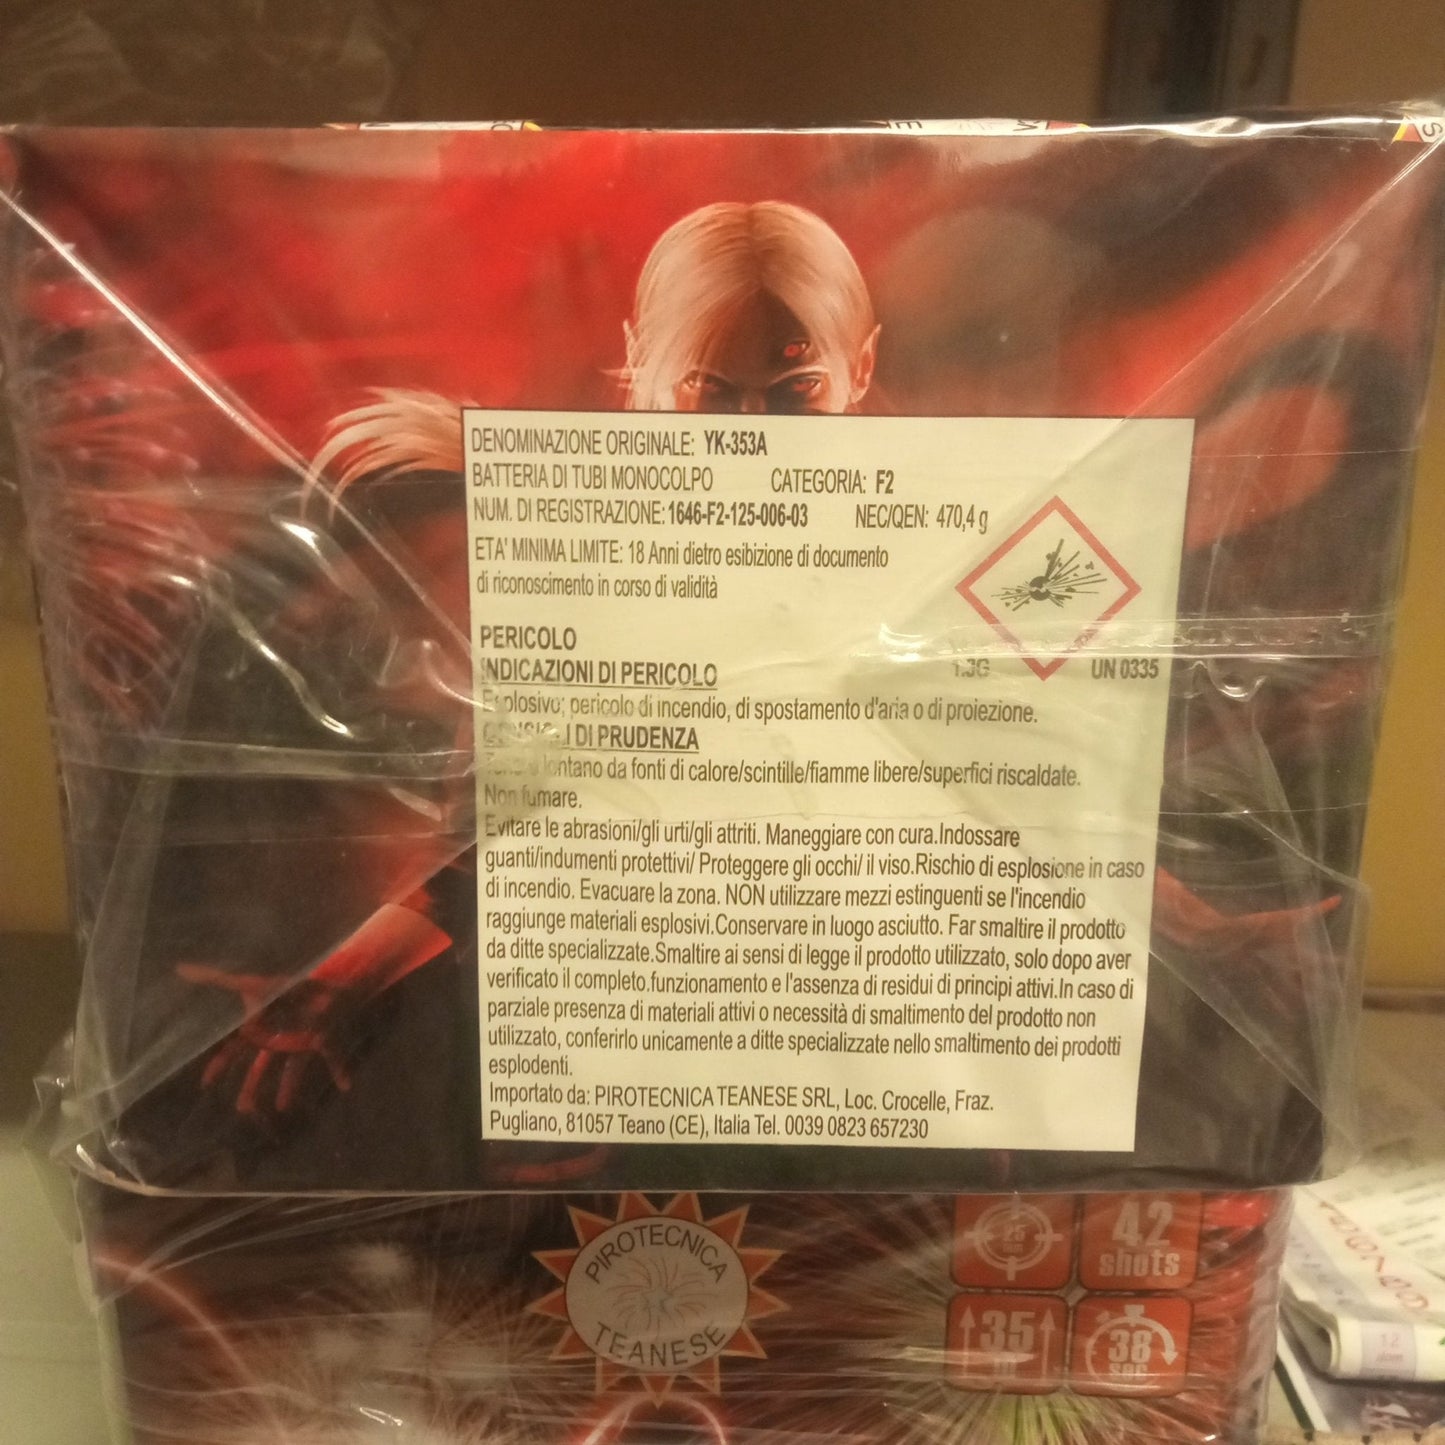 DENOMINAZIONE ORIGINALE: YK-353A
BATTERIA DI TUBI MONOCOLPO CATEGORIA: F2
NUM. DI REGISTRAZIONE: 1646-F2-125-006-03 NEC/QEN: 470,4 g
ETA' MINIMA LIMITE: 18 Anni dietro esibizione di documento
di riconoscimento in corso di validità
PERICOLO
INDICAZIONI DI PERICOLO
1.3G UN 0335
Esplosivo; pericolo di incendio, di spostamento d'aria o di proiezione.
CONSIGLI DI PRUDENZA
Tenere lontano da fonti di calore/scintille/fiamme libere/superfici riscaldate.
Non fumare.
Evitare le abrasioni/gli urti/gli attriti. Maneggiare con cura.Indossare
guanti/indumenti protettivi/ Proteggere gli occhi/ il viso.Rischio di esplosione in caso
di incendio. Evacuare la zona. NON utilizzare mezzi estinguenti se l'incendio
raggiunge materiali esplosivi.Conservare in luogo asciutto. Far smaltire il prodotto
da ditte specializzate.Smaltire ai sensi di legge il prodotto utilizzato, solo dopo aver
verificato il completo.funzionamento e l'assenza di residui di principi attivi.In caso di
parziale presenza di materiali attivi o necessità di smaltimento del prodotto non
utilizzato, conferirlo unicamente a ditte specializzate nello smaltimento dei prodotti
esplodenti.
Importato da: PIROTECNICA TEANESE SRL, Loc. Crocelle, Fraz.
Pugliano, 81057 Teano (CE), Italia Tel. 0039 0823 657230
PIROTECNICA
TEANESE
25
42
shots
35
38
sec